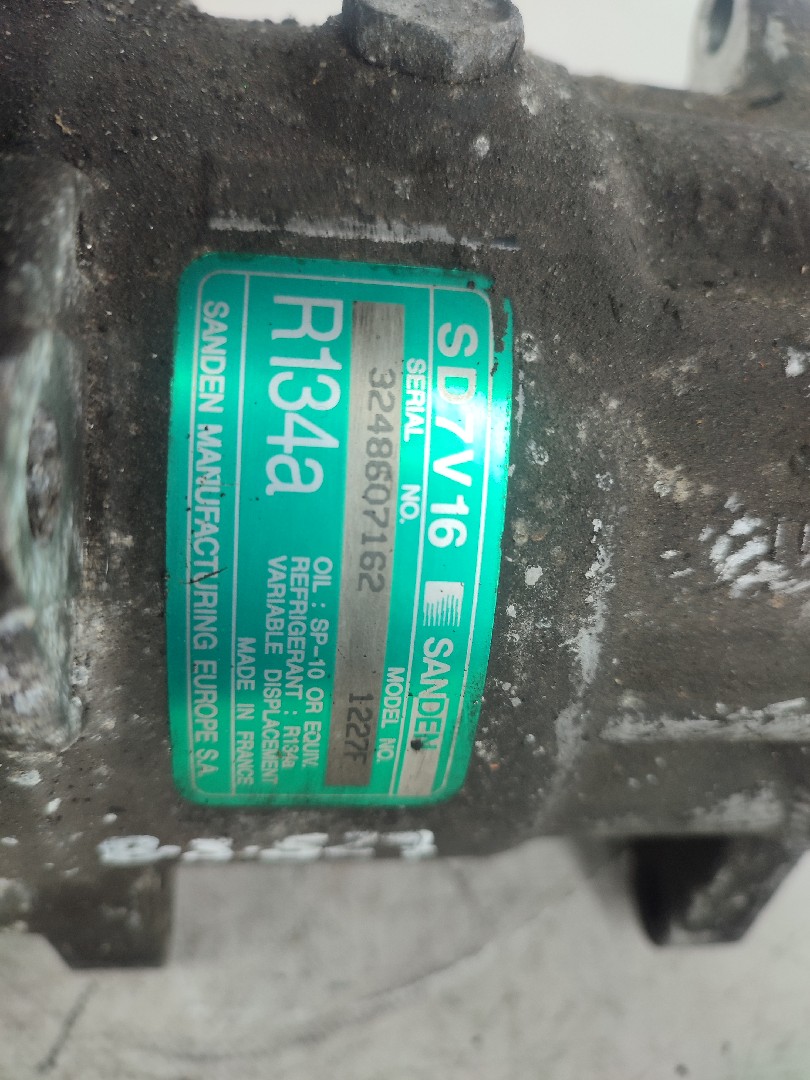 SD7V16 SANDEN
SERIAL NO. MODEL NO.
3248607162 1227F
R134a
OIL : SP-10 OR EQUIV.
REFRIGERANT : R134a
VARIABLE DISPLACEMENT
MADE IN FRANCE
SANDEN MANUFACTURING EUROPE S.A.